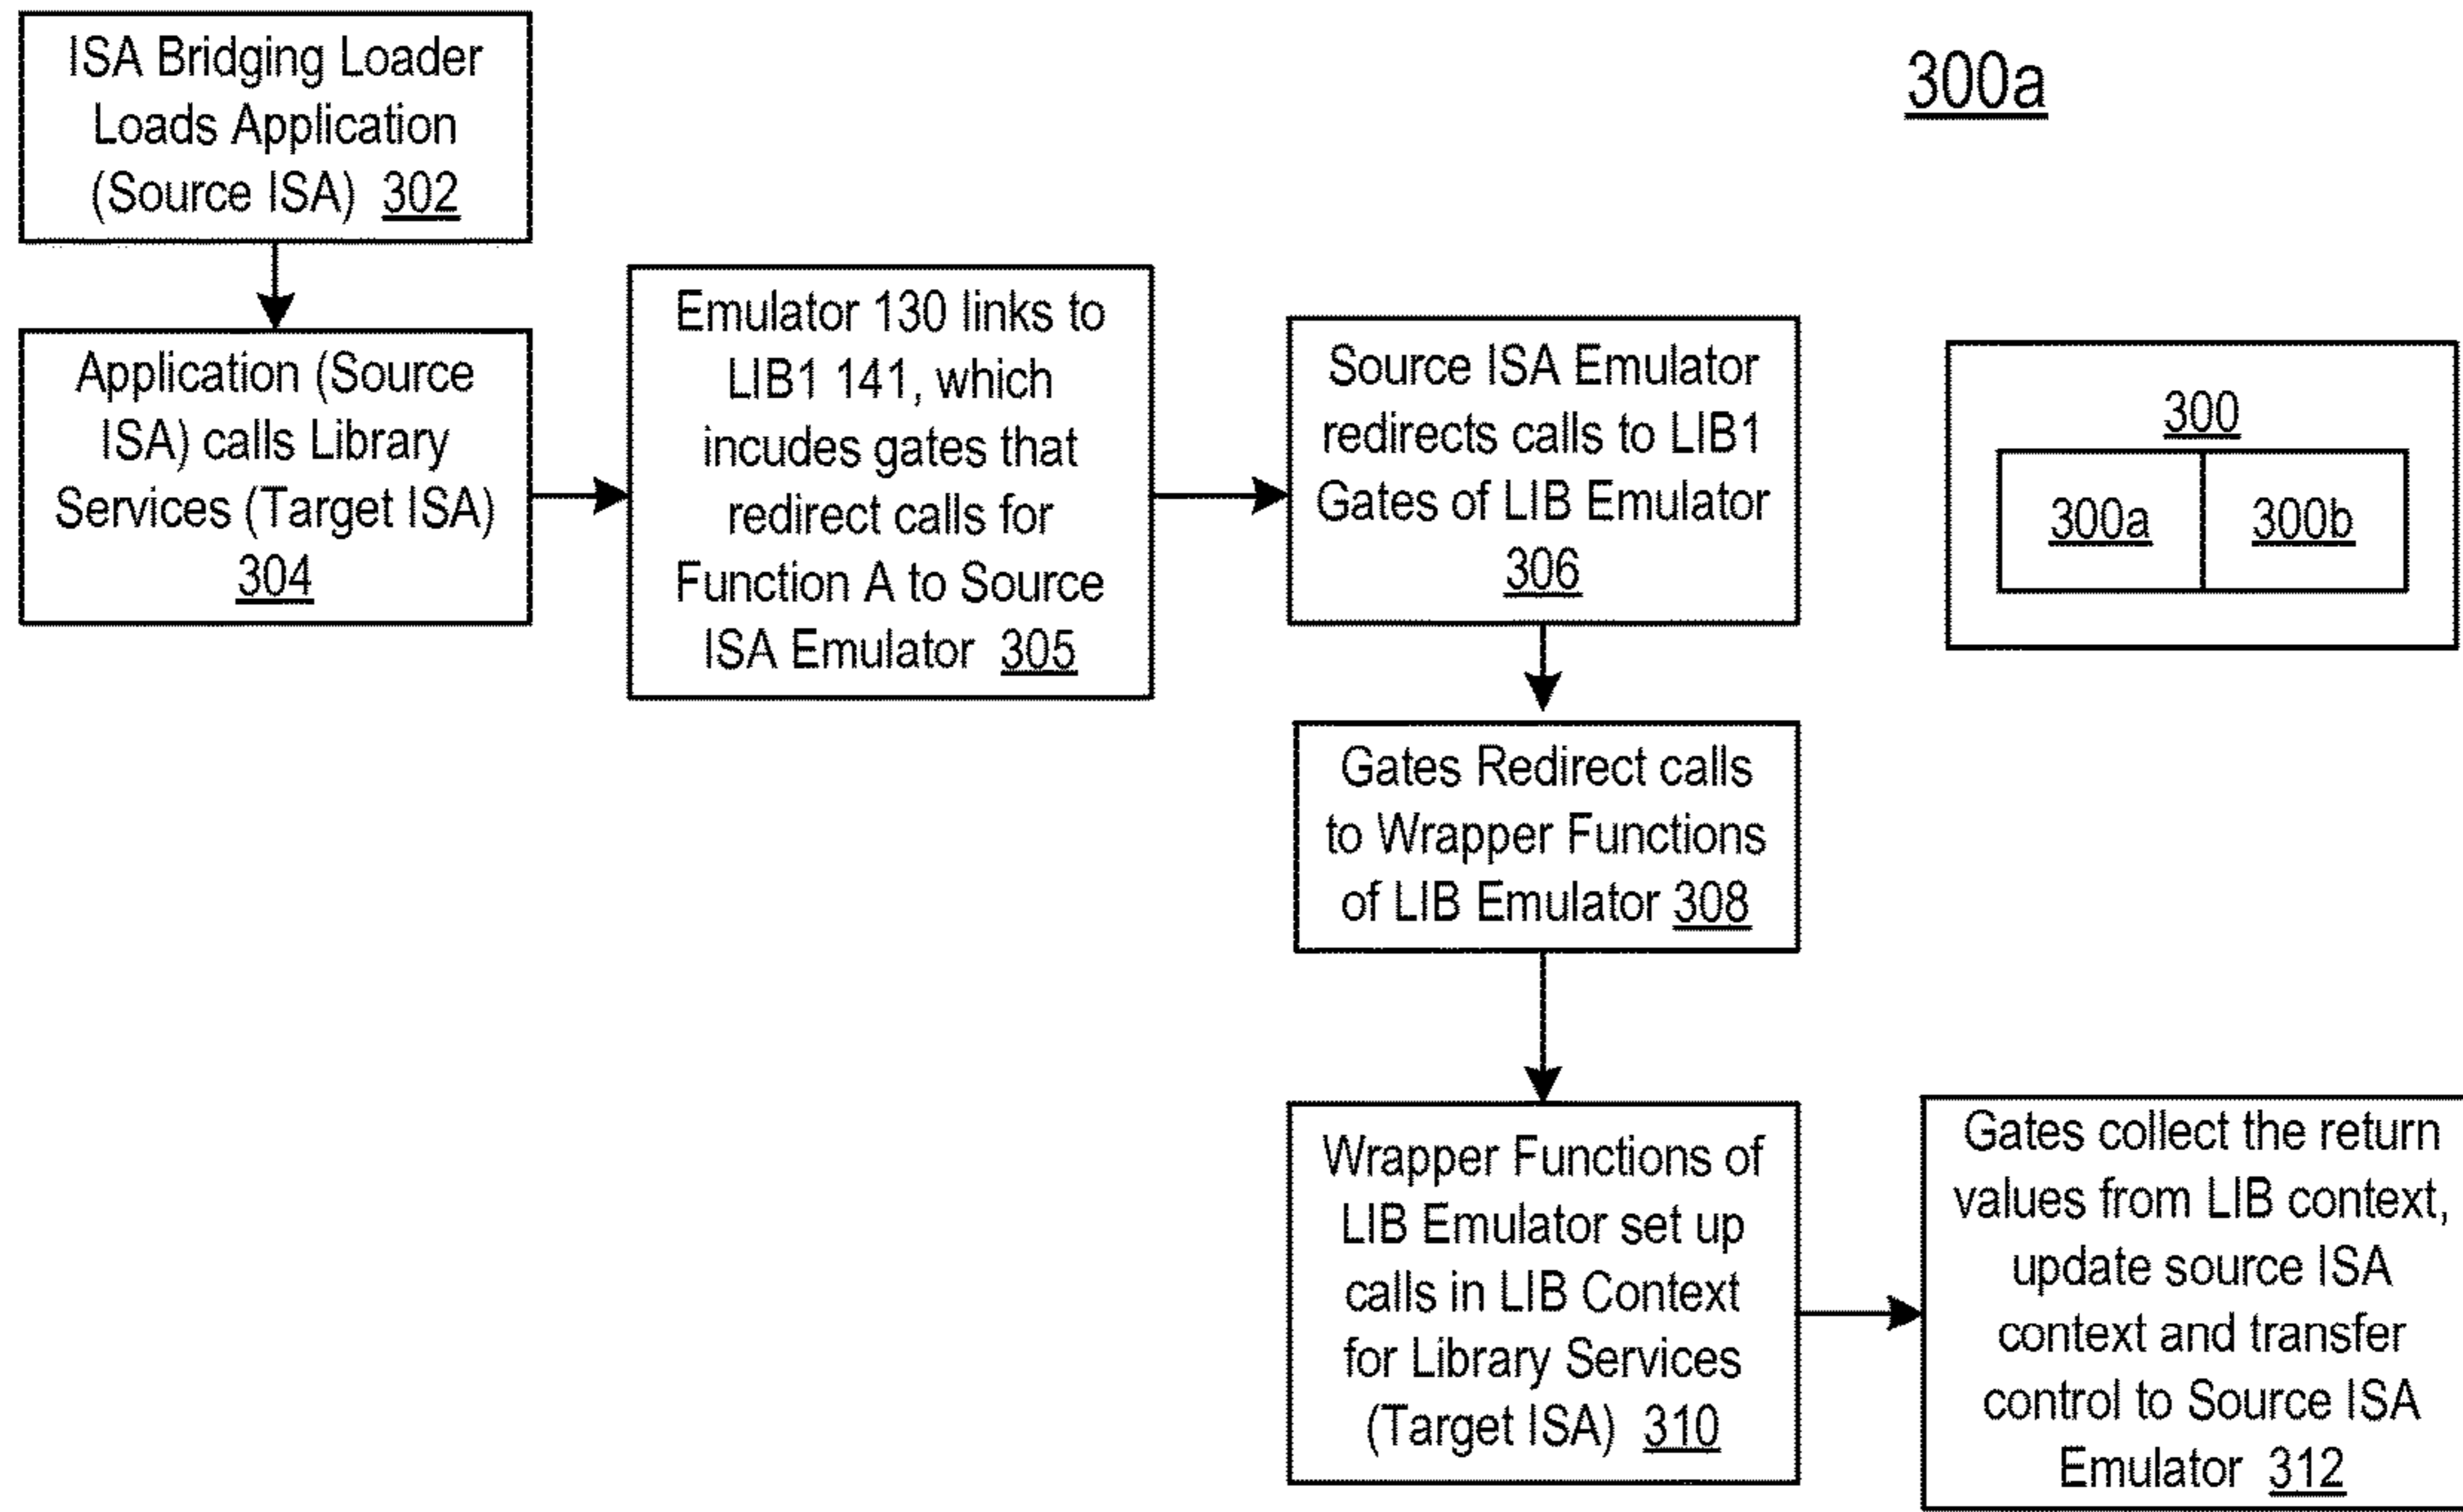 300a
ISA Bridging Loader
Loads Application
(Source ISA) 302
Application (Source
ISA) calls Library
Services (Target ISA)
304
Emulator 130 links to
LIB1 141, which
incudes gates that
redirect calls for
Function A to Source
ISA Emulator 305
Source ISA Emulator
redirects calls to LIB1
Gates of LIB Emulator
306
300
300a 300b
Gates Redirect calls
to Wrapper Functions
of LIB Emulator 308
Wrapper Functions of
LIB Emulator set up
calls in LIB Context
for Library Services
(Target ISA) 310
Gates collect the return
values from LIB context,
update source ISA
context and transfer
control to Source ISA
Emulator 312